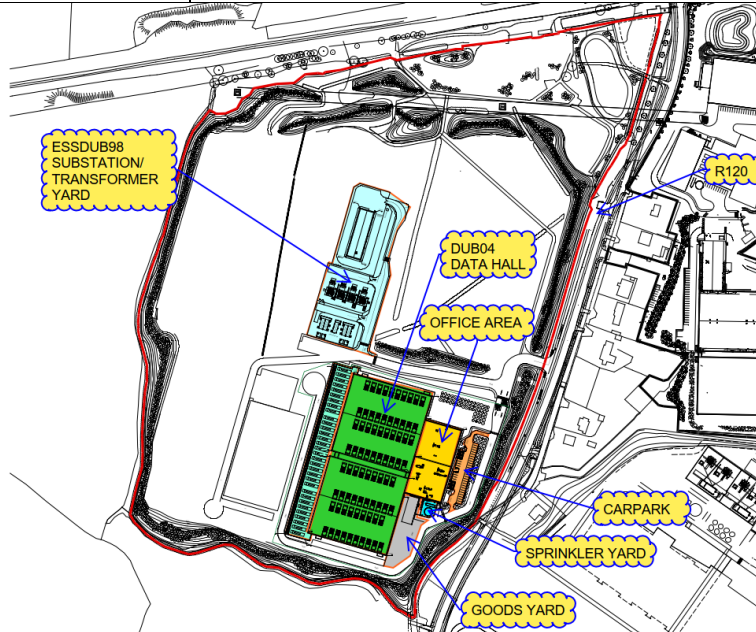 ESSDUB98
SUBSTATION/
TRANSFORMER
YARD
R120
DUB04
DATA HALL
OFFICE AREA
CARPARK
SPRINKLER YARD
GOODS YARD